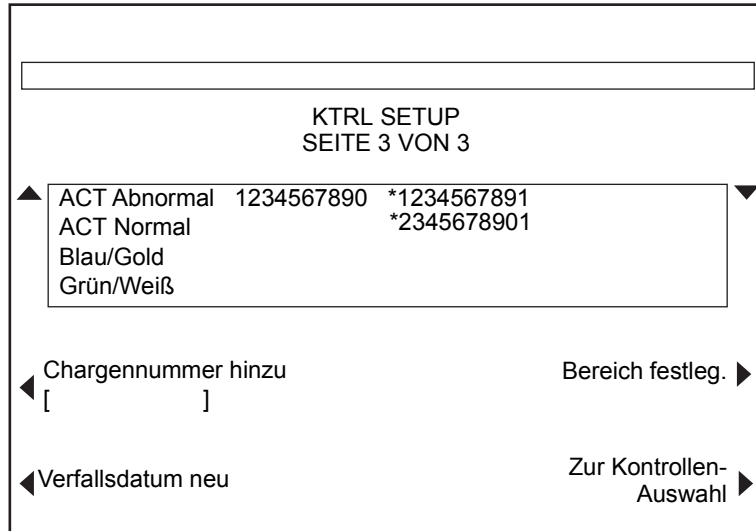 KTRL SETUP
SEITE 3 VON 3
ACT Abnormal 1234567890 *1234567891
ACT Normal *2345678901
Blau/Gold
Grün/Weiß
Chargennummer hinzu
[ ]
Bereich festleg.
Verfallsdatum neu
Zur Kontrollen-
Auswahl